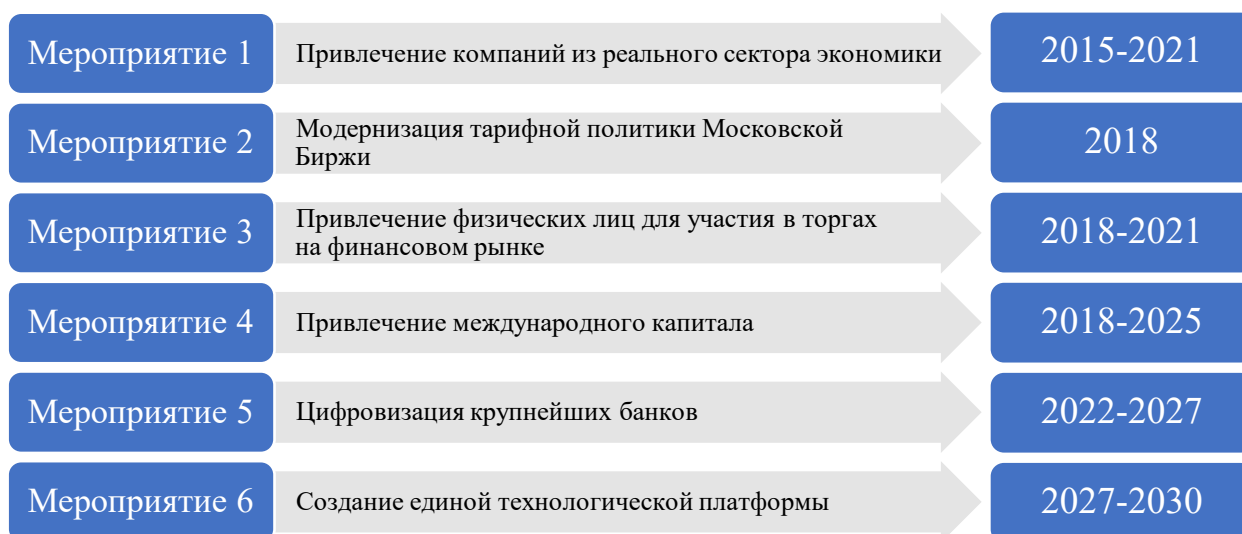 Мероприятие 1
Привлечение компаний из реального сектора экономики
2015-2021
Мероприятие 2
Модернизация тарифной политики Московской
Биржи
2018
Мероприятие 3
Привлечение физических лиц для участия в торгах
на финансовом рынке
2018-2021
Меропряитие 4
Привлечение международного капитала
2018-2025
Мероприятие 5
Цифровизация крупнейших банков
2022-2027
Мероприятие 6
Создание единой технологической платформы
2027-2030